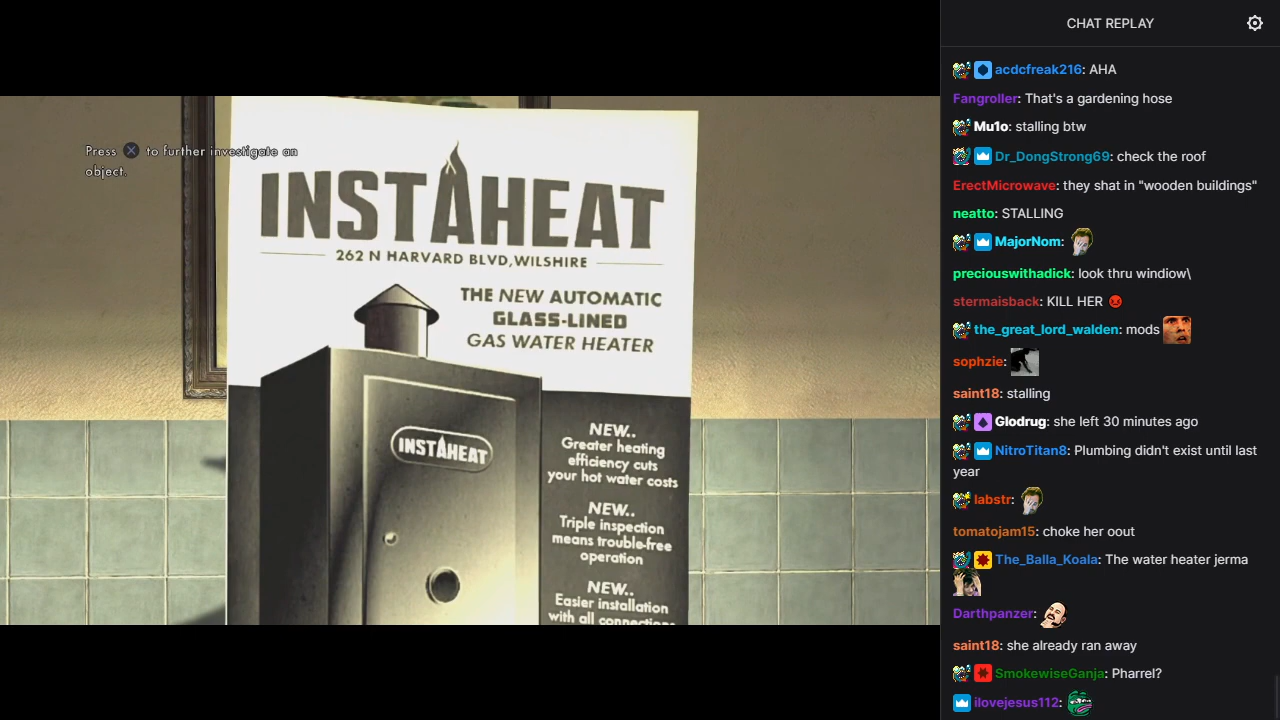 Press X to further investigate an
object.
INSTAHEAT
262 N HARVARD BLVD, WILSHIRE
THE NEW AUTOMATIC
GLASS-LINED
GAS WATER HEATER
INSTAHEAT
NEW..
Greater heating
efficiency cuts
your hot water costs
NEW..
Triple inspection
means trouble-free
operation
NEW..
Easier installation
with all connections
CHAT REPLAY
acdcfreak216: AHA
Fangroller: That's a gardening hose
Mu1o: stalling btw
Dr_DongStrong69: check the roof
ErectMicrowave: they shat in "wooden buildings"
neatto: STALLING
MajorNom:
preciouswithadick: look thru windiow\
stermaisback: KILL HER
the_great_lord_walden: mods
sophzie:
saint18: stalling
Glodrug: she left 30 minutes ago
NitroTitan8: Plumbing didn't exist until last
year
labstr:
tomatojam15: choke her oout
The_Balla_Koala: The water heater jerma
Darthpanzer:
saint18: she already ran away
SmokewiseGanja: Pharrel?
ilovejesus112: